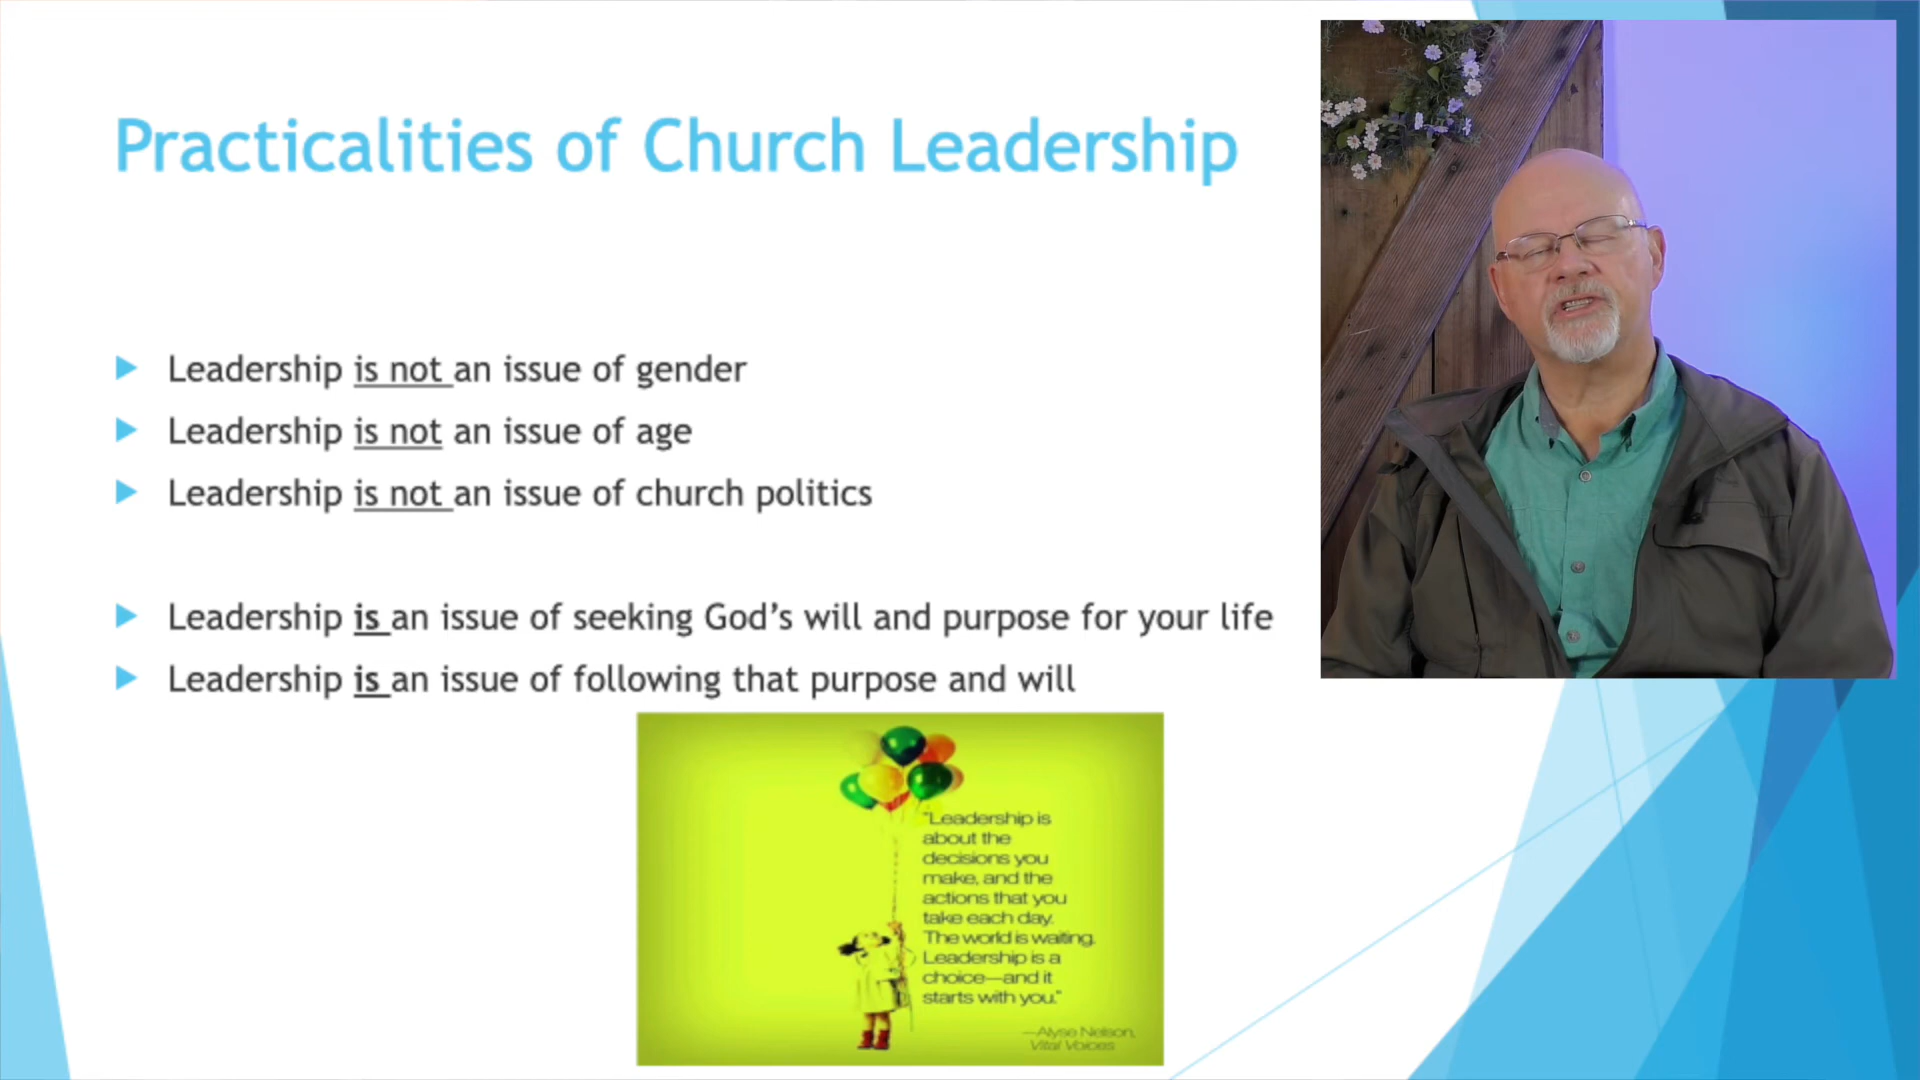 Practicalities of Church Leadership
Leadership is not an issue of gender
Leadership is not an issue of age
Leadership is not an issue of church politics
Leadership is an issue of seeking God's will and purpose for your life
Leadership is an issue of following that purpose and will
"Leadership is
about the
decisions you
make, and the
actions that you
take each day.
The world is waiting.
Leadership is a
choice—and it
starts with you."
—Alyse Nelson,
Vital Voices